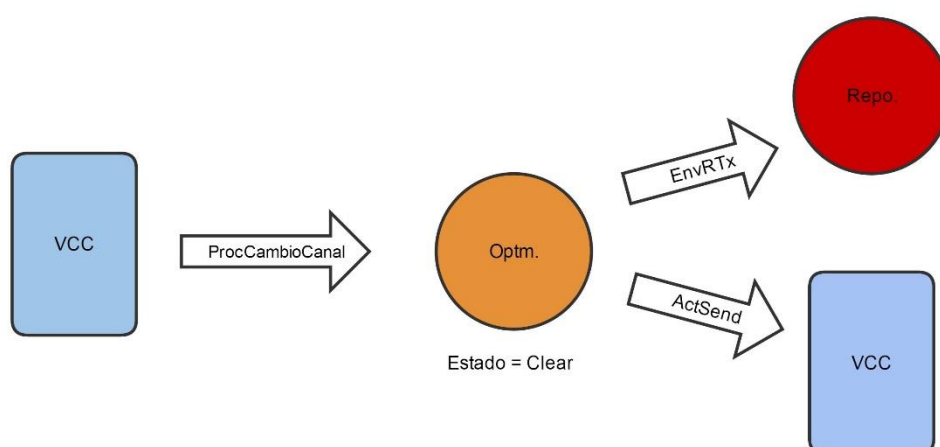 Repo.
EnvRTx
VCC
ProcCambioCanal
Optm.
ActSend
Estado = Clear
VCC